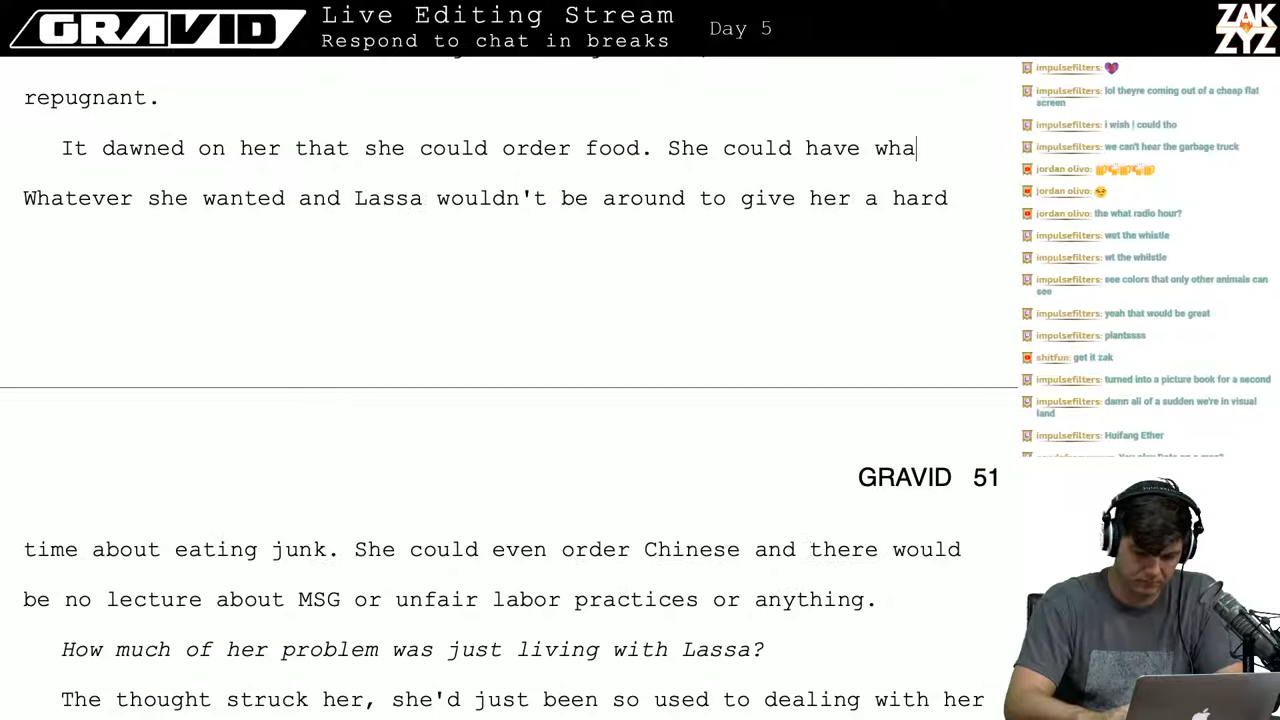 GRAVID
Live Editing Stream
Respond to chat in breaks
Day 5
ZAK
ZYZ
repugnant.
It dawned on her that she could order food. She could have wha
Whatever she wanted and Lassa wouldn't be around to give her a hard
GRAVID 51
time about eating junk. She could even order Chinese and there would
be no lecture about MSG or unfair labor practices or anything.
How much of her problem was just living with Lassa?
The thought struck her, she'd just been so used to dealing with her
impulsefilters: 💜
impulsefilters: lol theyre coming out of a cheap flat
screen
impulsefilters: i wish i could tho
impulsefilters: we can't hear the garbage truck
jordan olivo: 🍺🍻🍺🍻🍺
jordan olivo: 😏
jordan olivo: the what radio hour?
impulsefilters: wet the whistle
impulsefilters: wt the whilstle
impulsefilters: see colors that only other animals can
see
impulsefilters: yeah that would be great
impulsefilters: plantssss
shitfun: get it zak
impulsefilters: turned into a picture book for a second
impulsefilters: damn all of a sudden we're in visual
land
impulsefilters: Huifang Ether